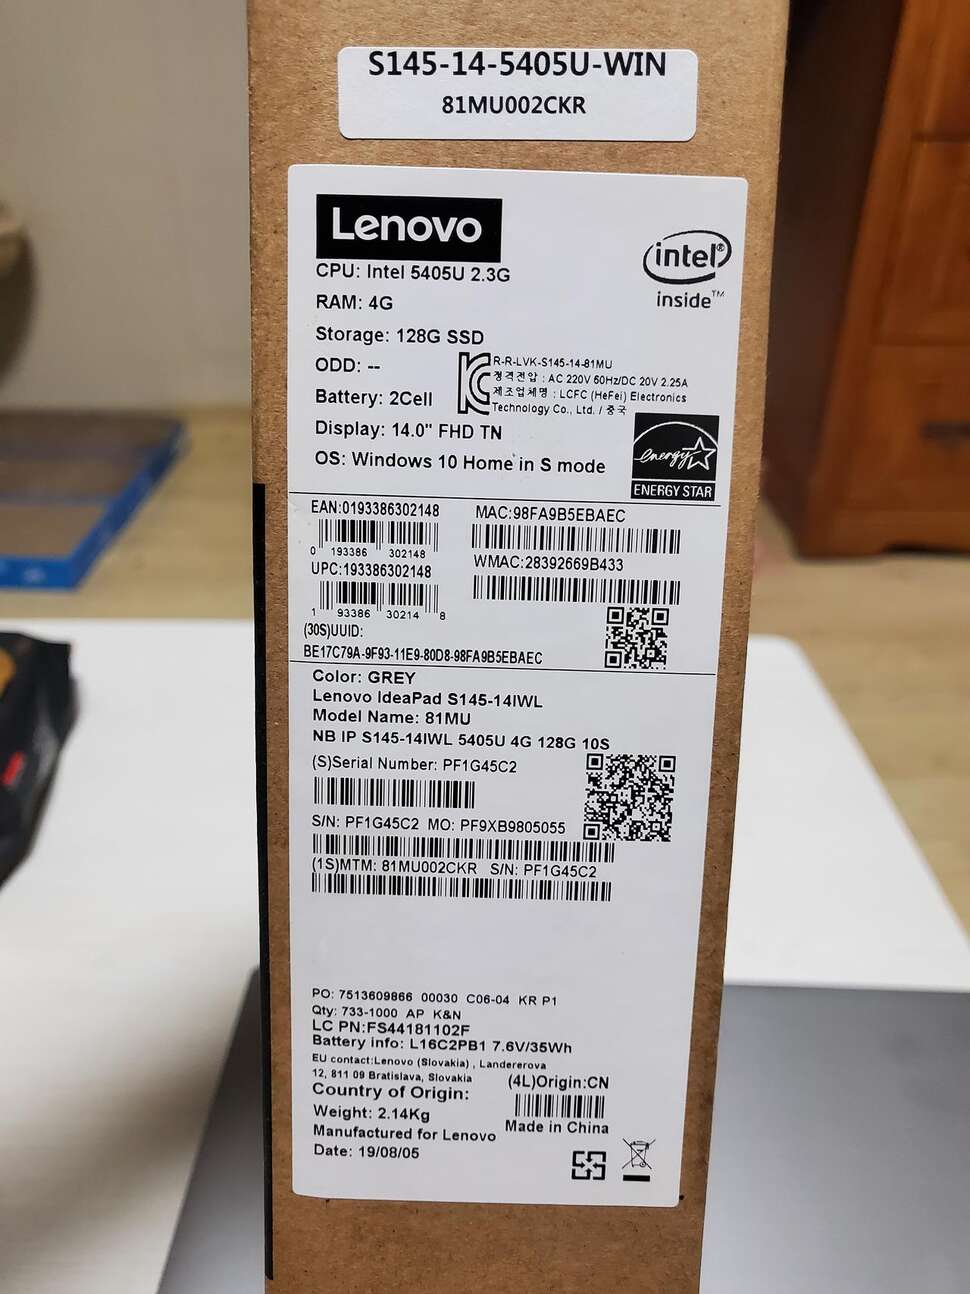 S145-14-5405U-WIN
81MU002CKR
Lenovo
intel®
inside™
CPU: Intel 5405U 2.3G
RAM: 4G
Storage: 128G SSD
ODD: --
Battery: 2Cell
Display: 14.0" FHD TN
OS: Windows 10 Home in S mode
R-R-LVK-S145-14-81MU
정격전압 : AC 220V 60Hz/DC 20V 2.25A
제조업체명 : LCFC (HeFei) Electronics
Technology Co., Ltd. / 중국
energy
ENERGY STAR
EAN:0193386302148
0 193386 302148
UPC:193386302148
1 93386 30214 8
MAC:98FA9B5EBAEC
WMAC:28392669B433
(30S)UUID:
BE17C79A-9F93-11E9-80D8-98FA9B5EBAEC
Color: GREY
Lenovo IdeaPad S145-14IWL
Model Name: 81MU
NB IP S145-14IWL 5405U 4G 128G 10S
(S)Serial Number: PF1G45C2
S/N: PF1G45C2 MO: PF9XB9805055
(1S)MTM: 81MU002CKR S/N: PF1G45C2
PO: 7513609866 00030 C06-04 KR P1
Qty: 733-1000 AP K&N
LC PN:FS44181102F
Battery info: L16C2PB1 7.6V/35Wh
EU contact:Lenovo (Slovakia) , Landererova
12, 811 09 Bratislava, Slovakia
Country of Origin:
Weight: 2.14Kg
Manufactured for Lenovo
Date: 19/08/05
(4L)Origin:CN
Made in China